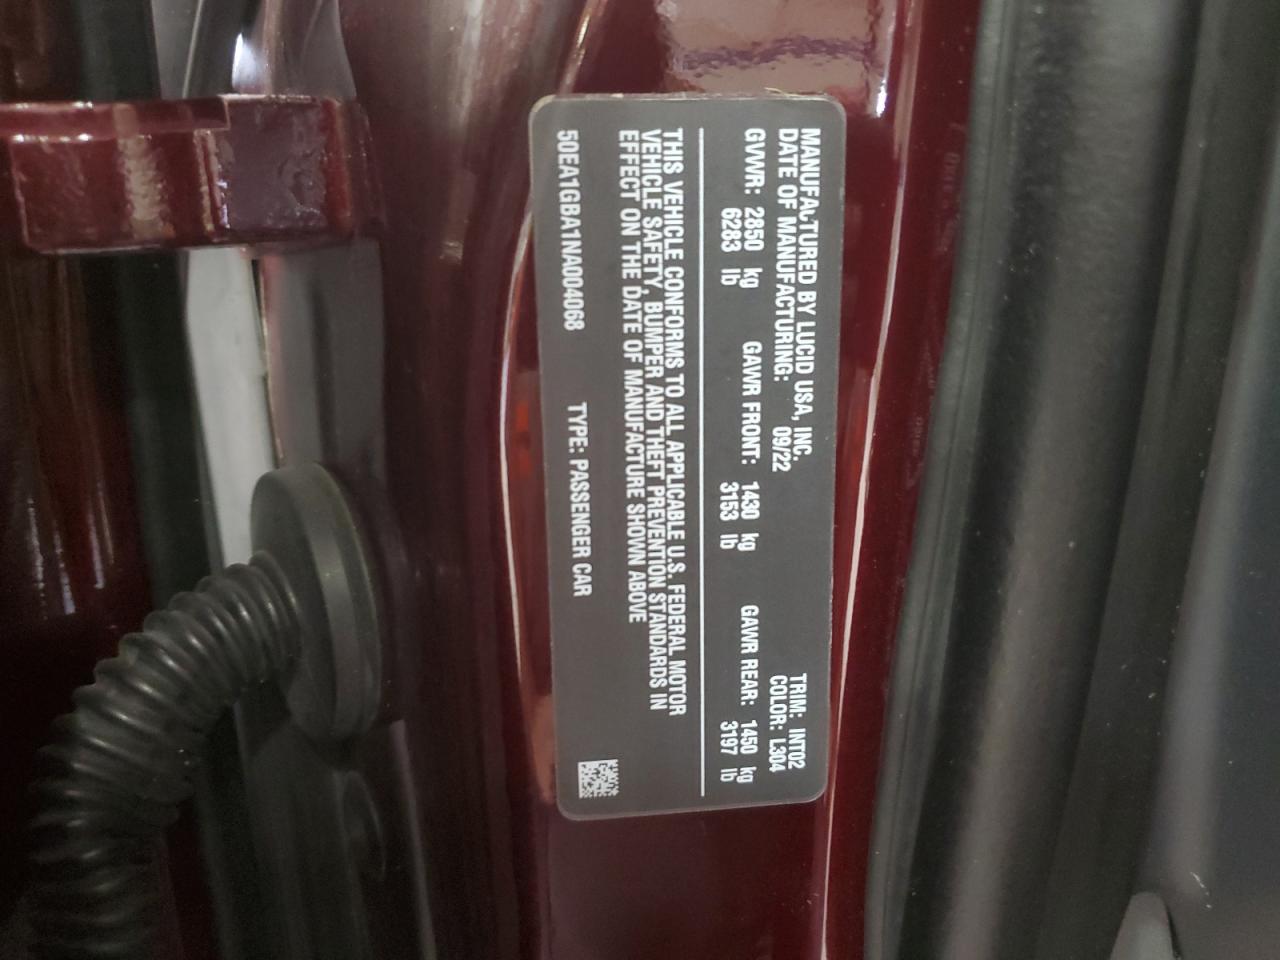 MANUFACTURED BY LUCID USA, INC. TRIM: INT02
DATE OF MANUFACTURING: 09/22 COLOR: L304
GVWR: 2850 kg GAWR FRONT: 1430 kg GAWR REAR: 1450 kg
6283 lb 3153 lb 3197 lb
THIS VEHICLE CONFORMS TO ALL APPLICABLE U.S. FEDERAL MOTOR
VEHICLE SAFETY, BUMPER AND THEFT PREVENTION STANDARDS IN
EFFECT ON THE DATE OF MANUFACTURE SHOWN ABOVE
50EA1GBA1NA004068 TYPE: PASSENGER CAR